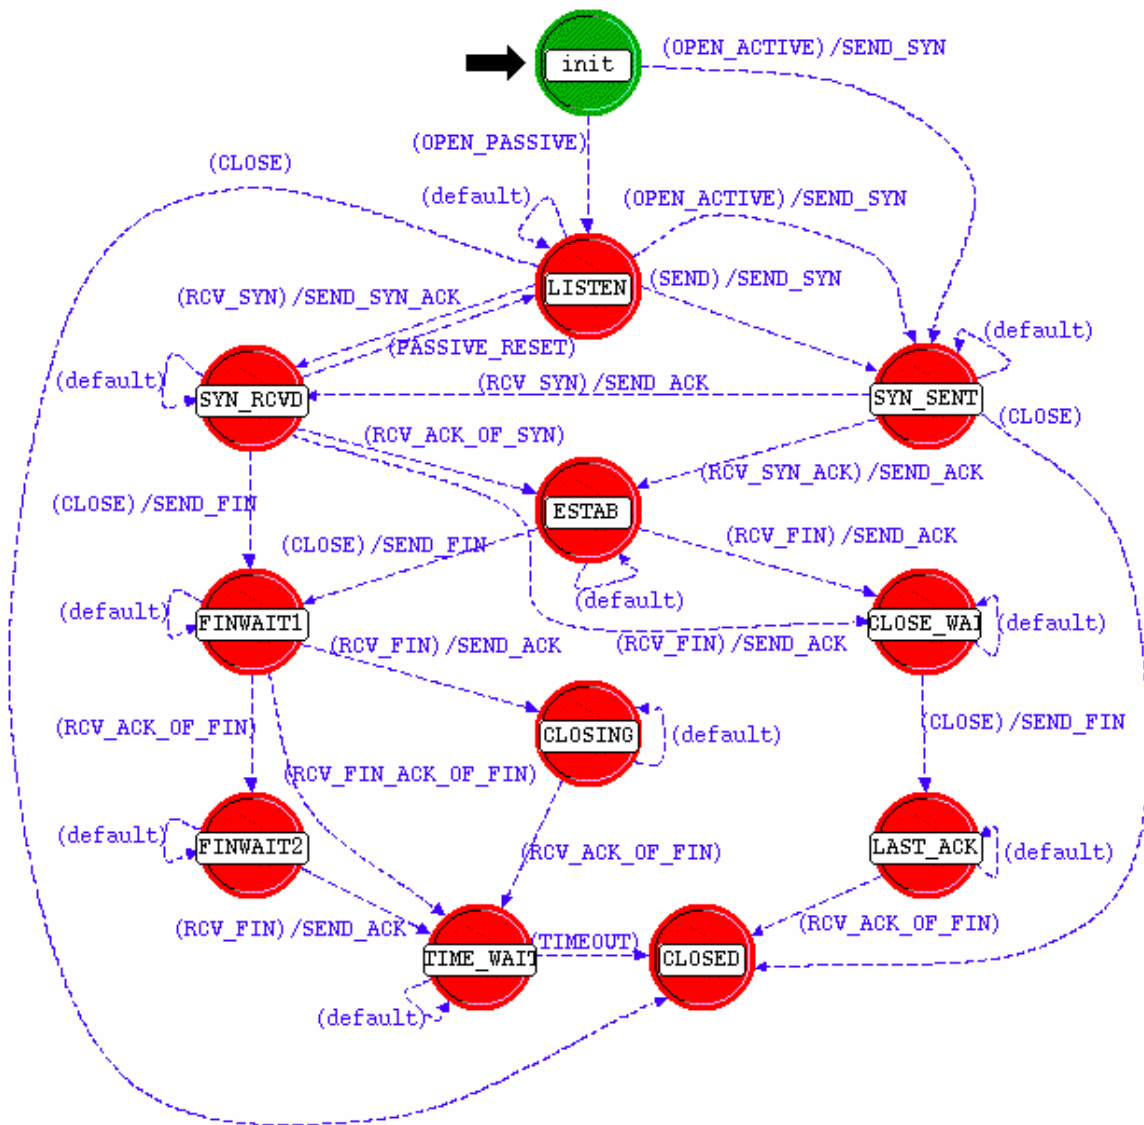 init
(OPEN_ACTIVE)/SEND_SYN
(OPEN_PASSIVE)
(CLOSE)
(default)
(OPEN_ACTIVE)/SEND_SYN
LISTEN
(SEND)/SEND_SYN
(RCV_SYN)/SEND_SYN_ACK
(PASSIVE_RESET)
(default)
(default)
(RCV_SYN)/SEND_ACK
SYN_RCVD
SYN_SENT
(CLOSE)
(RCV_ACK_OF_SYN)
(RCV_SYN_ACK)/SEND_ACK
(CLOSE)/SEND_FIN
ESTAB
(CLOSE)/SEND_FIN
(RCV_FIN)/SEND_ACK
(default)
(default)
FINWAIT1
CLOSE_WAI
(default)
(RCV_FIN)/SEND_ACK
(RCV_FIN)/SEND_ACK
(RCV_ACK_OF_FIN)
CLOSING
(default)
(CLOSE)/SEND_FIN
(RCV_FIN_ACK_OF_FIN)
(default)
FINWAIT2
(RCV_ACK_OF_FIN)
LAST_ACK
(default)
(RCV_FIN)/SEND_ACK
(RCV_ACK_OF_FIN)
TIME_WAIT
(TIMEOUT)
CLOSED
(default)